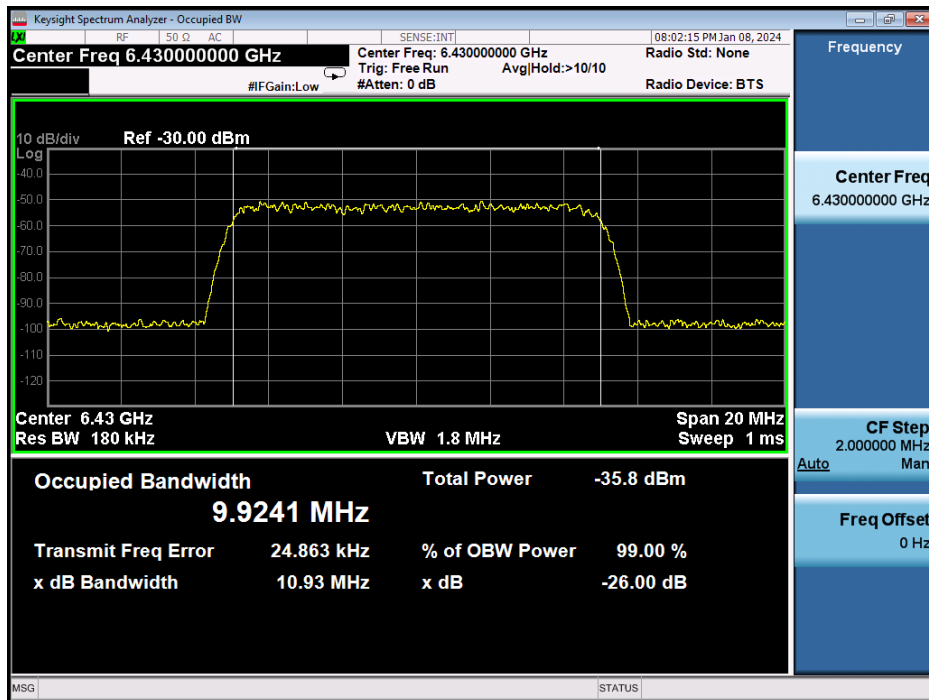 Keysight Spectrum Analyzer - Occupied BW
LXI
RF 50 Ω AC SENSE:INT 08:02:15 PM Jan 08, 2024
Center Freq 6.430000000 GHz
#IFGain:Low
Center Freq: 6.430000000 GHz
Trig: Free Run Avg|Hold:>10/10
#Atten: 0 dB
Radio Std: None
Radio Device: BTS
10 dB/div Ref -30.00 dBm
Log
-40.0
-50.0
-60.0
-70.0
-80.0
-90.0
-100
-110
-120
Center 6.43 GHz Span 20 MHz
Res BW 180 kHz VBW 1.8 MHz Sweep 1 ms
Occupied Bandwidth Total Power -35.8 dBm
9.9241 MHz
Transmit Freq Error 24.863 kHz % of OBW Power 99.00 %
x dB Bandwidth 10.93 MHz x dB -26.00 dB
MSG STATUS
Frequency
Center Freq
6.430000000 GHz
CF Step
2.000000 MHz
Auto Man
Freq Offset
0 Hz